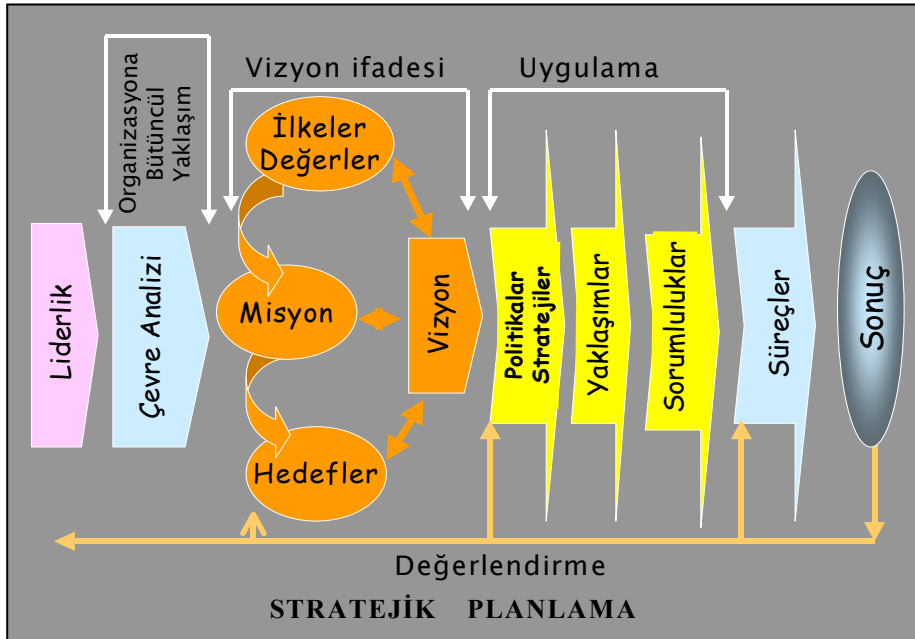 Organizasyona
Bütüncül
Yaklaşım
Vizyon ifadesi
Uygulama
Liderlik
Çevre Analizi
İlkeler
Değerler
Misyon
Hedefler
Vizyon
Politikalar
Stratejiler
Yaklaşımlar
Sorumluluklar
Süreçler
Sonuç
Değerlendirme
STRATEJİK PLANLAMA